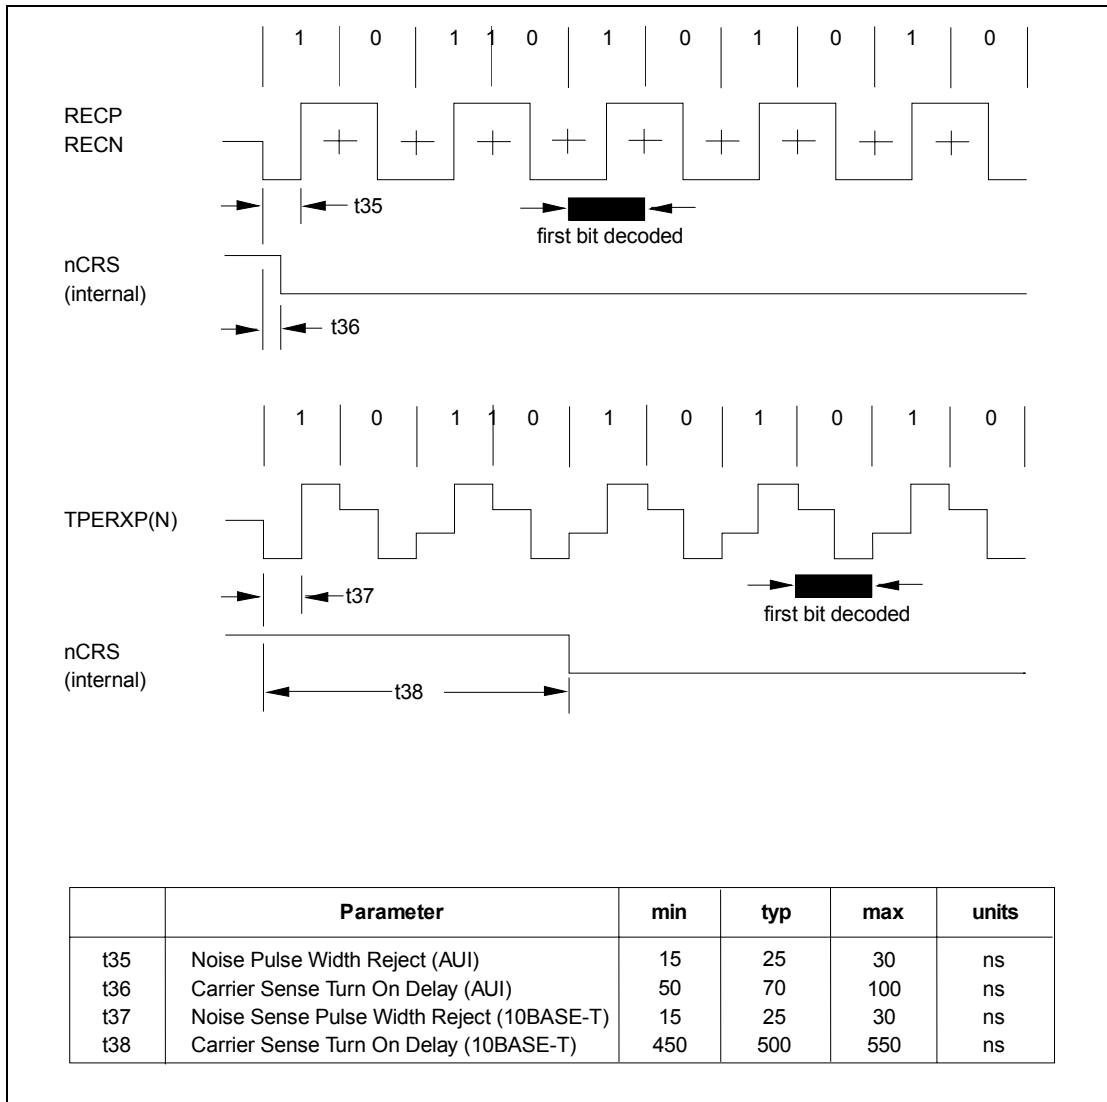 1 0 1 1 0 1 0 1 0 1 0
RECP
RECN
t35
first bit decoded
nCRS
(internal)
t36
1 0 1 1 0 1 0 1 0 1 0
TPERXP(N)
t37
first bit decoded
nCRS
(internal)
t38
Parameter min typ max units
t35 Noise Pulse Width Reject (AUI) 15 25 30 ns
t36 Carrier Sense Turn On Delay (AUI) 50 70 100 ns
t37 Noise Sense Pulse Width Reject (10BASE-T) 15 25 30 ns
t38 Carrier Sense Turn On Delay (10BASE-T) 450 500 550 ns